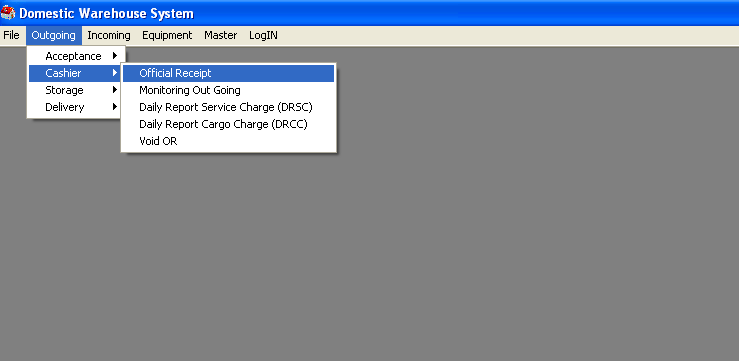 Domestic Warehouse System
File Outgoing Incoming Equipment Master LogIN
Acceptance
Cashier
Storage
Delivery
Official Receipt
Monitoring Out Going
Daily Report Service Charge (DRSC)
Daily Report Cargo Charge (DRCC)
Void OR